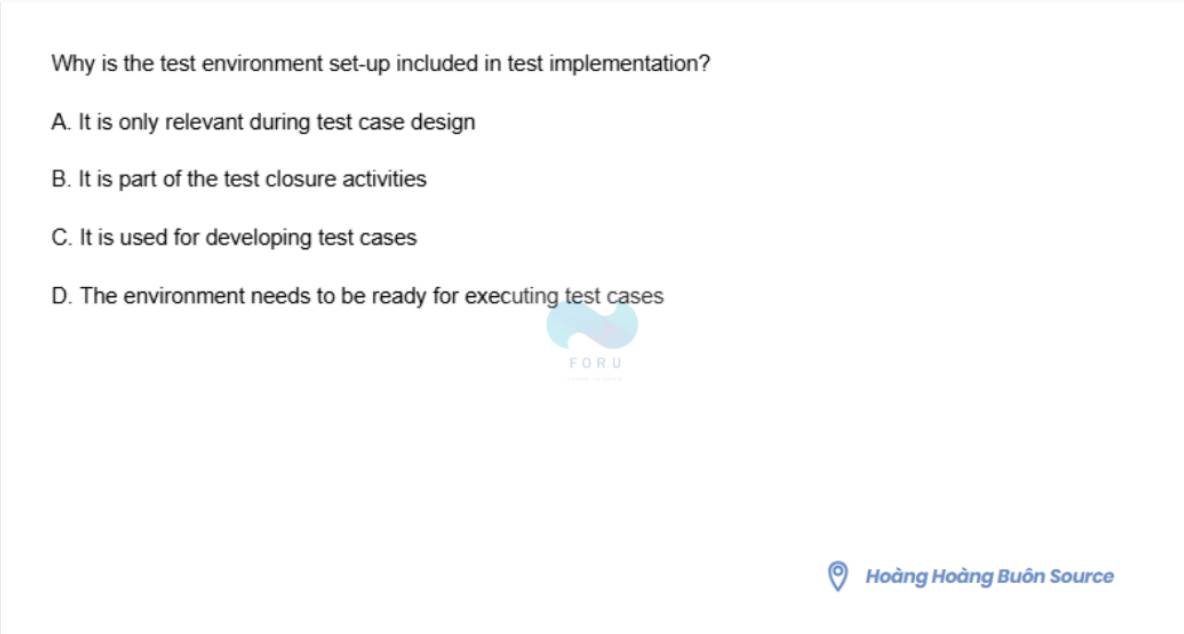 Why is the test environment set-up included in test implementation?
A. It is only relevant during test case design
B. It is part of the test closure activities
C. It is used for developing test cases
D. The environment needs to be ready for executing test cases
FORU
Hoàng Hoàng Buôn Source